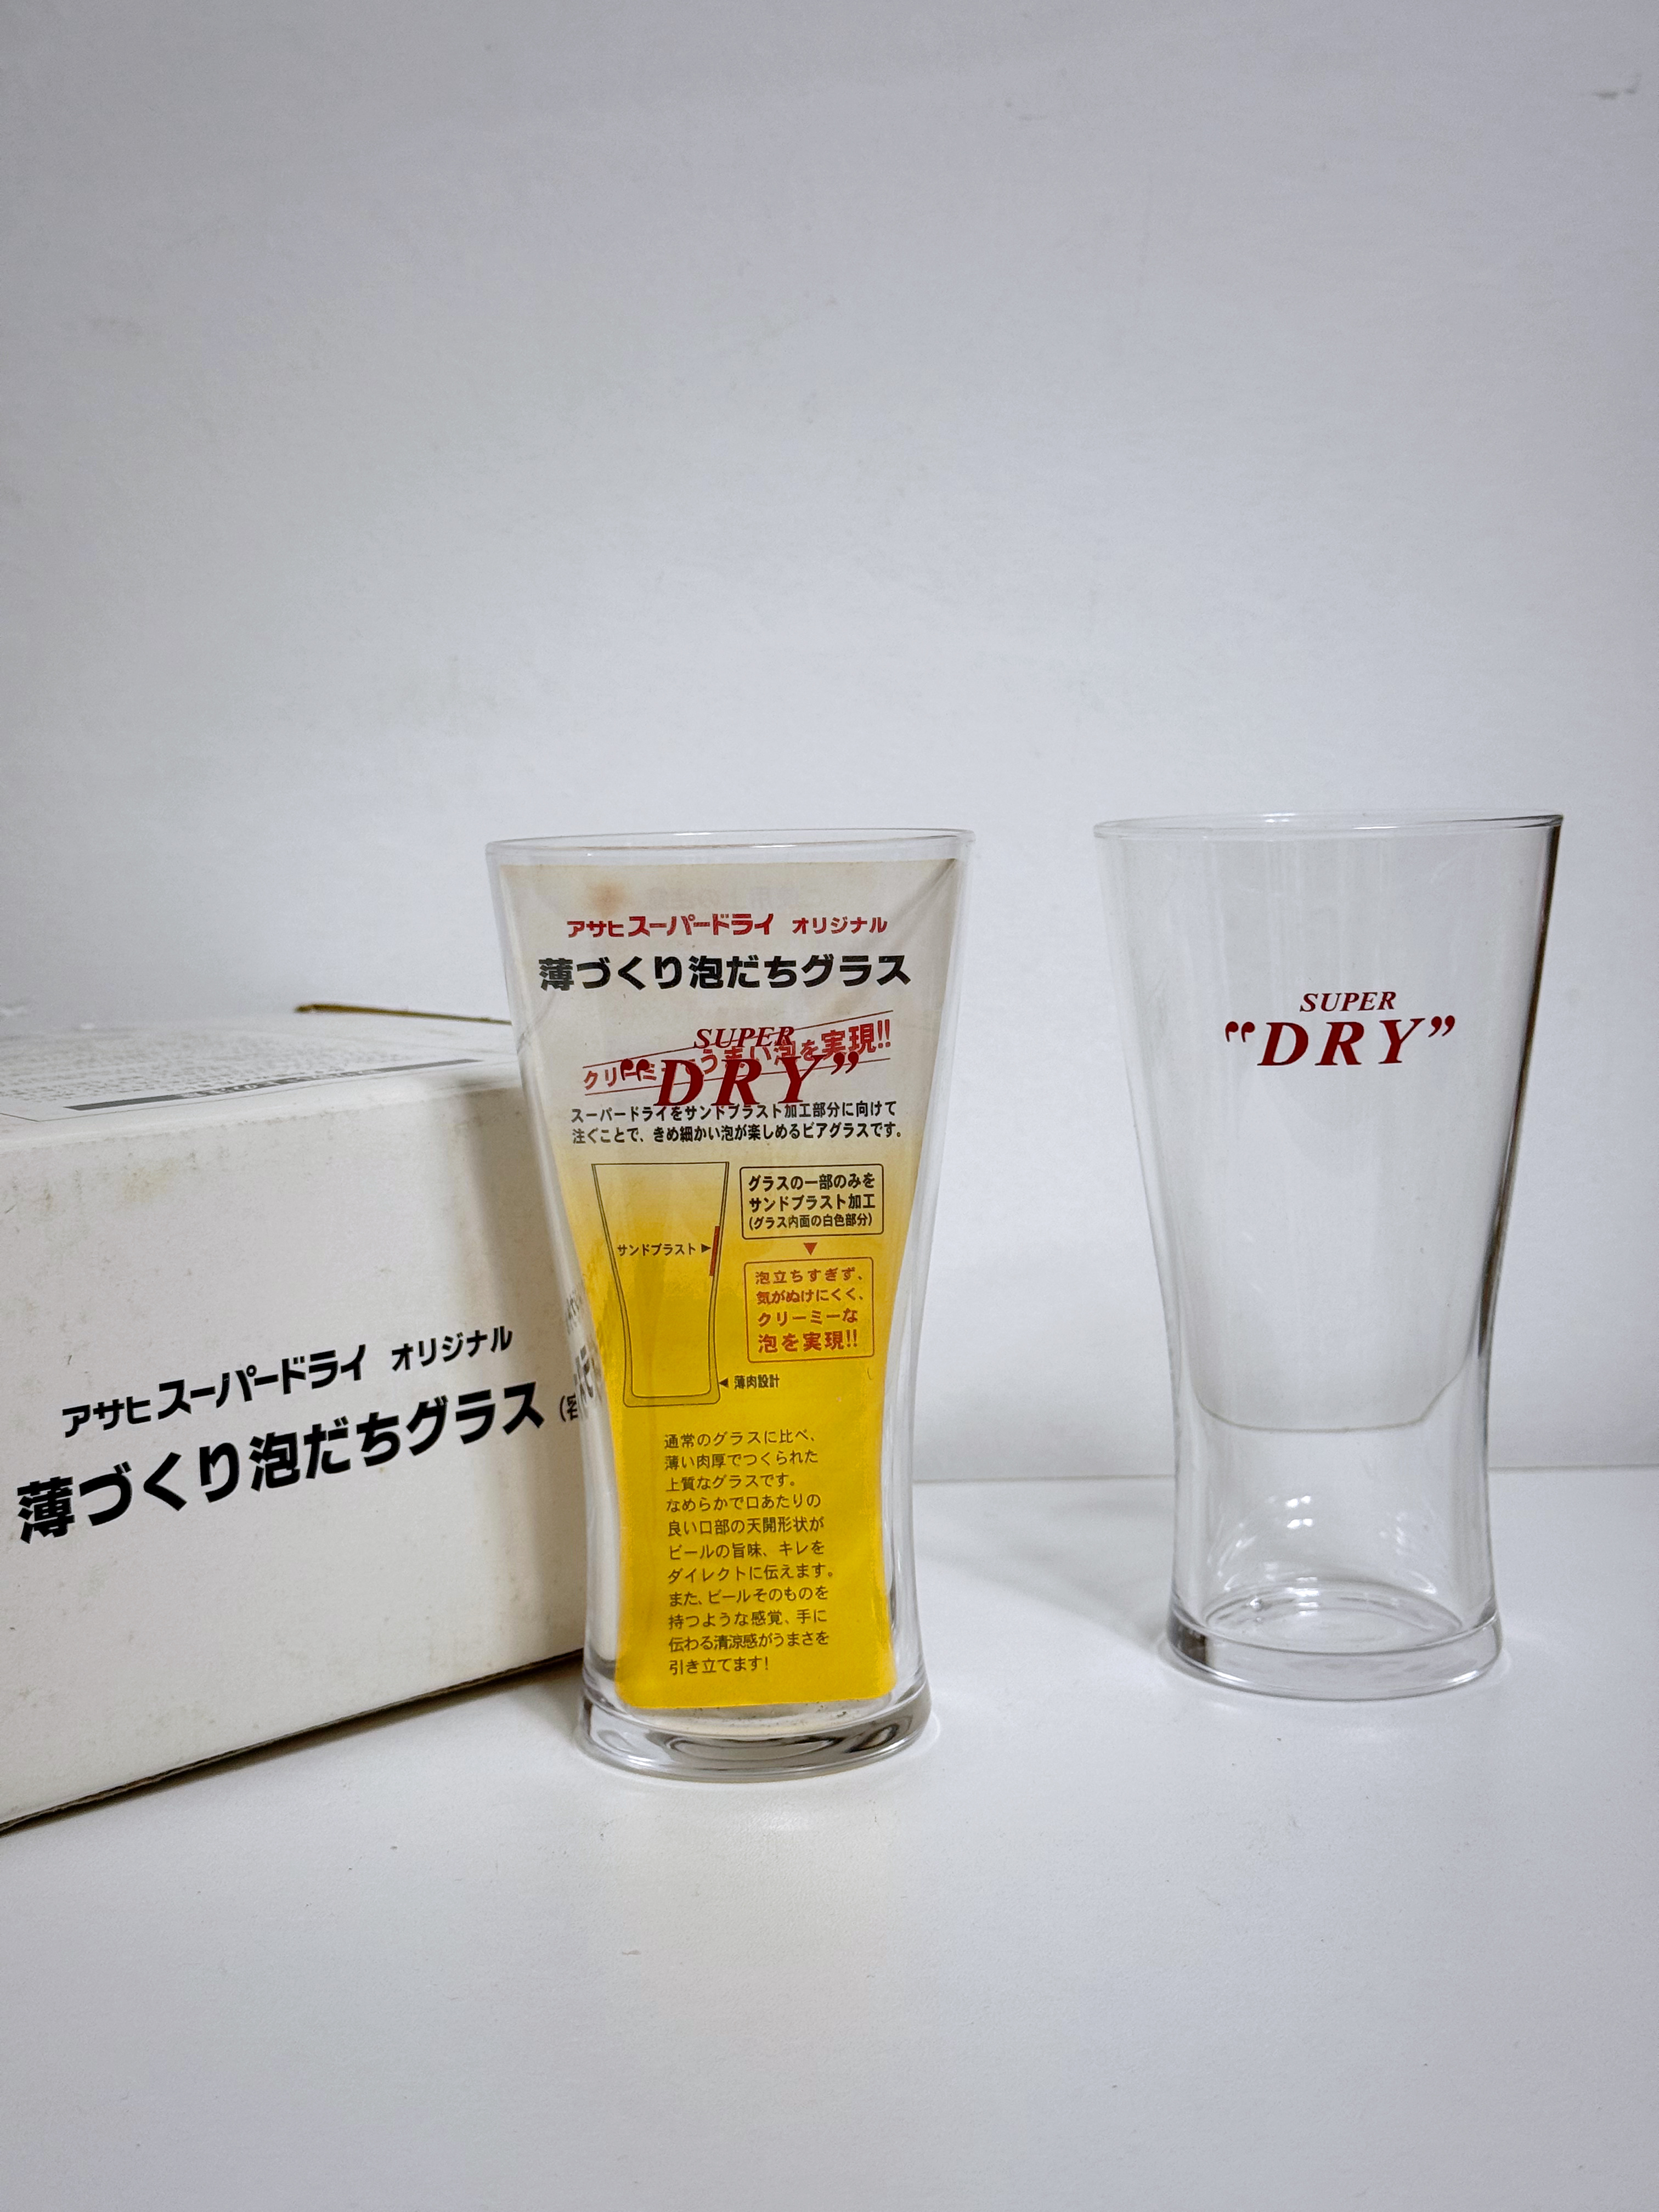 アサヒスーパードライ オリジナル
薄づくり泡だちグラス
アサヒスーパードライ オリジナル
薄づくり泡だちグラス
うまい泡を実現!!
SUPER
“DRY”
スーパードライをサンドブラスト加工部分に向けて
注ぐことで、きめ細かい泡が楽しめるビアグラスです。
グラスの一部のみを
サンドブラスト加工
(グラス内面の白色部分)
サンドブラスト▶
▼
泡立ちすぎず、
気がぬけにくく、
クリーミーな
泡を実現!!
◀薄肉設計
通常のグラスに比べ、
薄い肉厚でつくられた
上質なグラスです。
なめらかで口あたりの
良い口部の天開形状が
ビールの旨味、キレを
ダイレクトに伝えます。
また、ビールそのものを
持つような感覚、手に
伝わる清涼感がうまさを
引き立てます!
SUPER
“DRY”